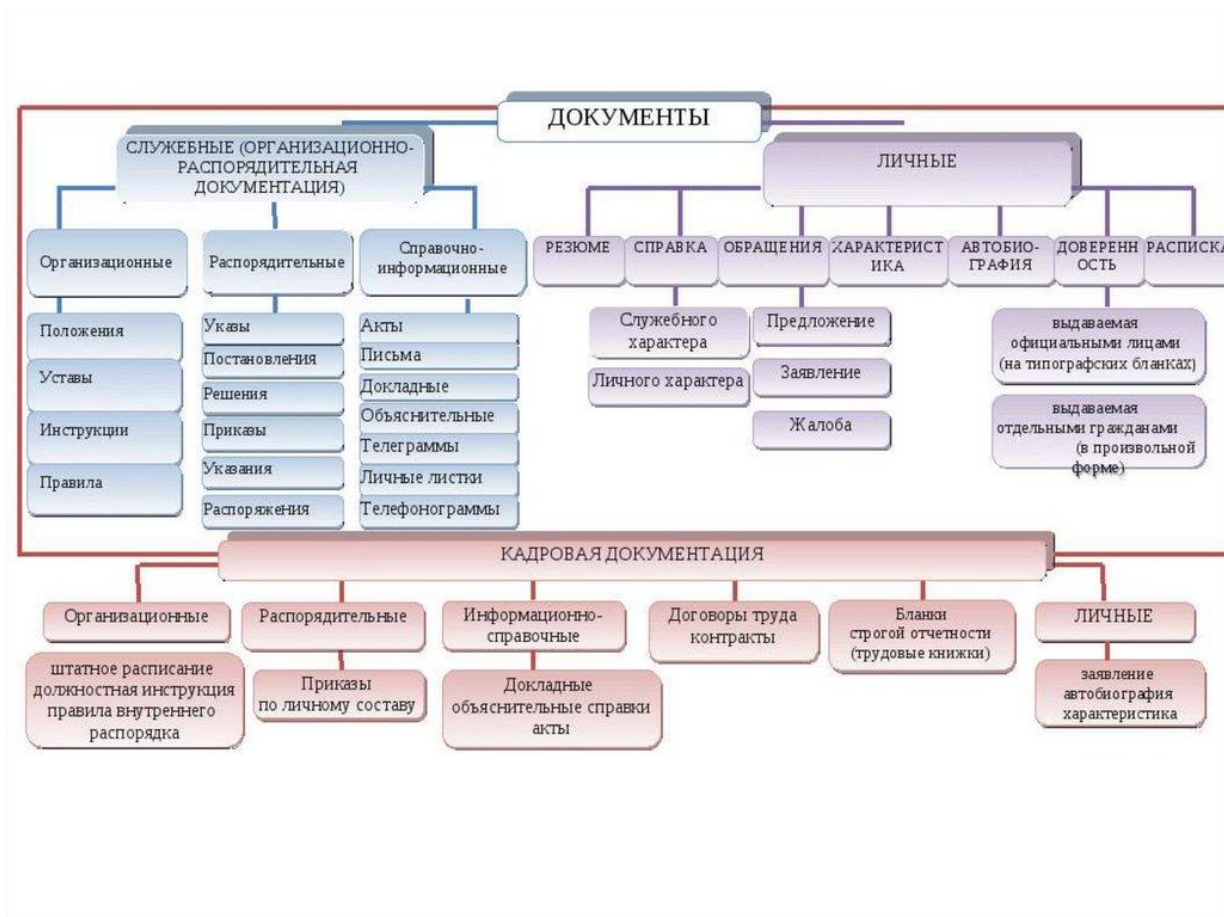 ДОКУМЕНТЫ
СЛУЖЕБНЫЕ (ОРГАНИЗАЦИОННО-
РАСПОРЯДИТЕЛЬНАЯ
ДОКУМЕНТАЦИЯ)
Организационные
Положения
Уставы
Инструкции
Правила
Распорядительные
Указы
Постановления
Решения
Приказы
Указания
Распоряжения
Справочно-
информационные
Акты
Письма
Докладные
Объяснительные
Телеграммы
Личные листки
Телефонограммы
ЛИЧНЫЕ
РЕЗЮМЕ
СПРАВКА
Служебного
характера
Личного характера
ОБРАЩЕНИЯ
Предложение
Заявление
Жалоба
ХАРАКТЕРИСТ
ИКА
АВТОБИО-
ГРАФИЯ
ДОВЕРЕНН
ОСТЬ
выдаваемая
официальными лицами
(на типографских бланках)
выдаваемая
отдельными гражданами
(в произвольной
форме)
РАСПИСКА
КАДРОВАЯ ДОКУМЕНТАЦИЯ
Организационные
штатное расписание
должностная инструкция
правила внутреннего
распорядка
Распорядительные
Приказы
по личному составу
Информационно-
справочные
Докладные
объяснительные справки
акты
Договоры труда
контракты
Бланки
строгой отчетности
(трудовые книжки)
ЛИЧНЫЕ
заявление
автобиография
характеристика